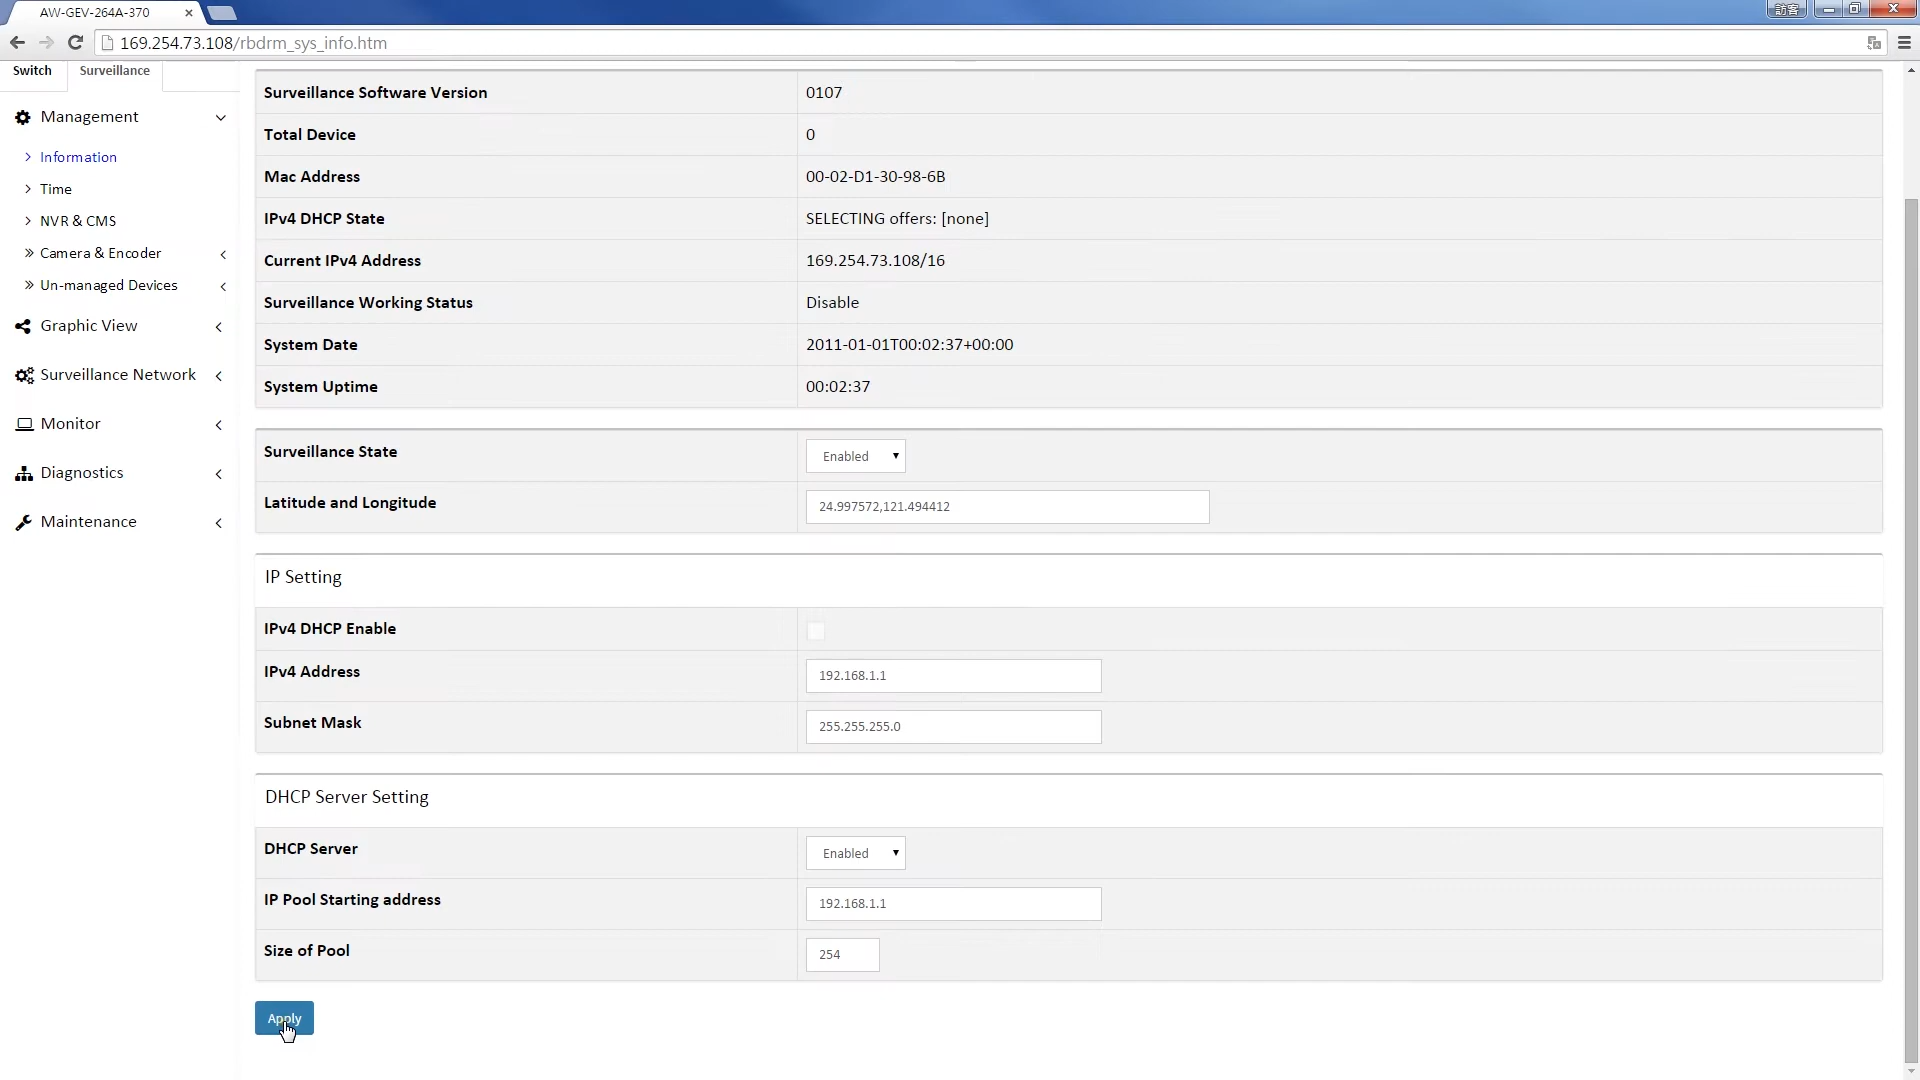 AW-GEV-264A-370
訪客
169.254.73.108/rbdrm_sys_info.htm
Switch
Surveillance
Management
Information
Time
NVR & CMS
Camera & Encoder
Un-managed Devices
Graphic View
Surveillance Network
Monitor
Diagnostics
Maintenance
Surveillance Software Version 0107
Total Device 0
Mac Address 00-02-D1-30-98-6B
IPv4 DHCP State SELECTING offers: [none]
Current IPv4 Address 169.254.73.108/16
Surveillance Working Status Disable
System Date 2011-01-01T00:02:37+00:00
System Uptime 00:02:37
Surveillance State Enabled
Latitude and Longitude 24.997572,121.494412
IP Setting
IPv4 DHCP Enable
IPv4 Address 192.168.1.1
Subnet Mask 255.255.255.0
DHCP Server Setting
DHCP Server Enabled
IP Pool Starting address 192.168.1.1
Size of Pool 254
Apply